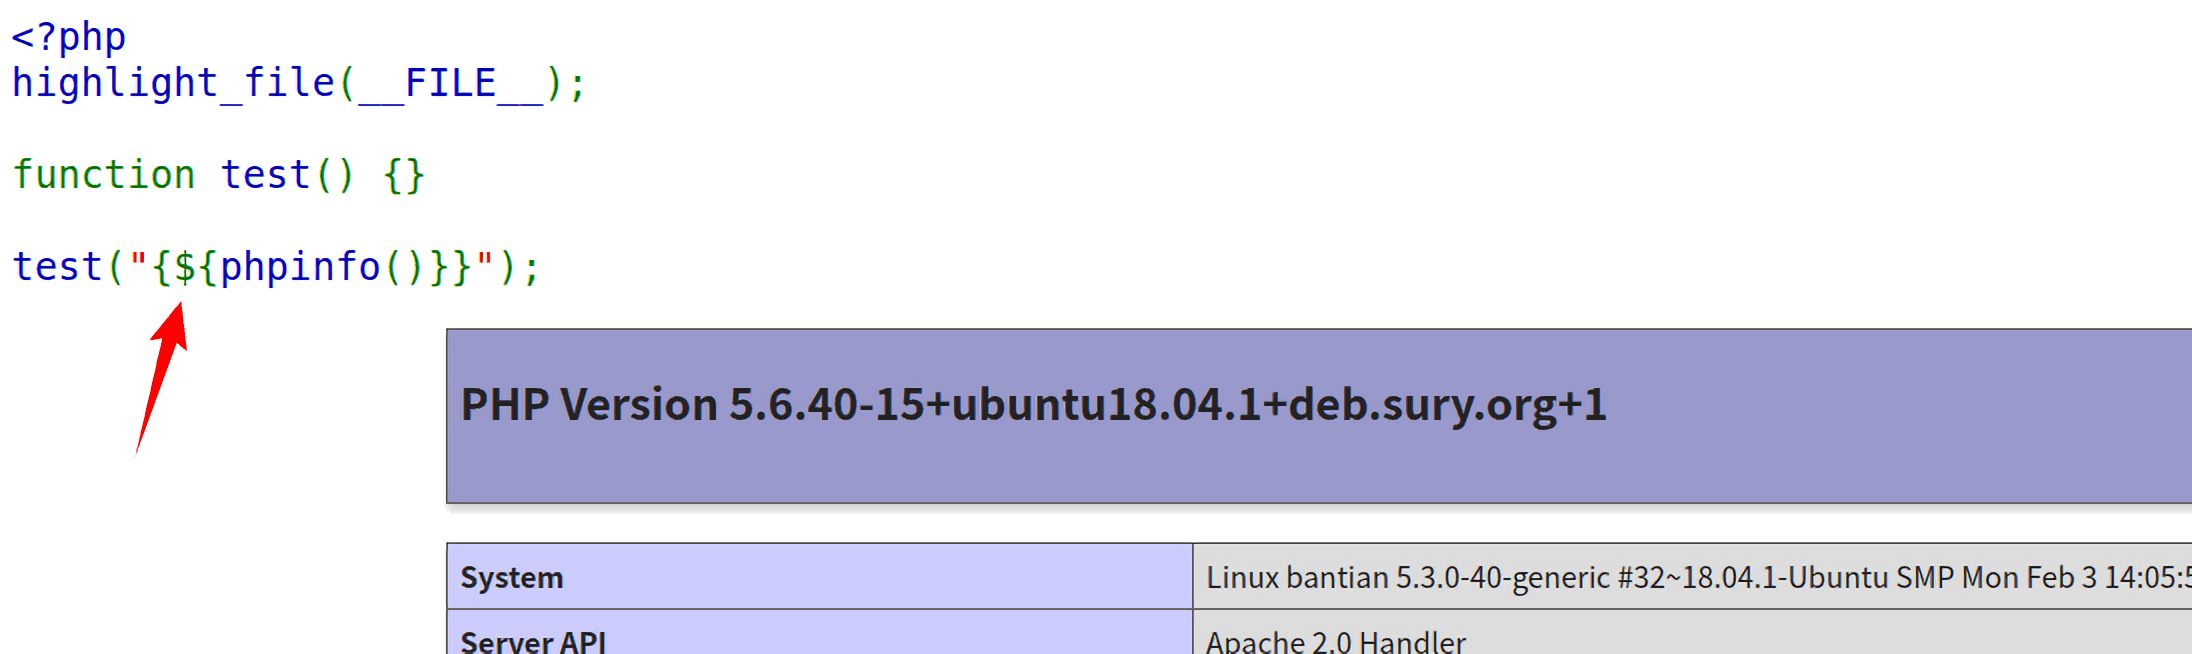 <?php
highlight_file(__FILE__);
function test() {}
test("{${phpinfo()}}");
PHP Version 5.6.40-15+ubuntu18.04.1+deb.sury.org+1
System
Linux bantian 5.3.0-40-generic #32~18.04.1-Ubuntu SMP Mon Feb 3 14:05:5
Server API
Apache 2.0 Handler